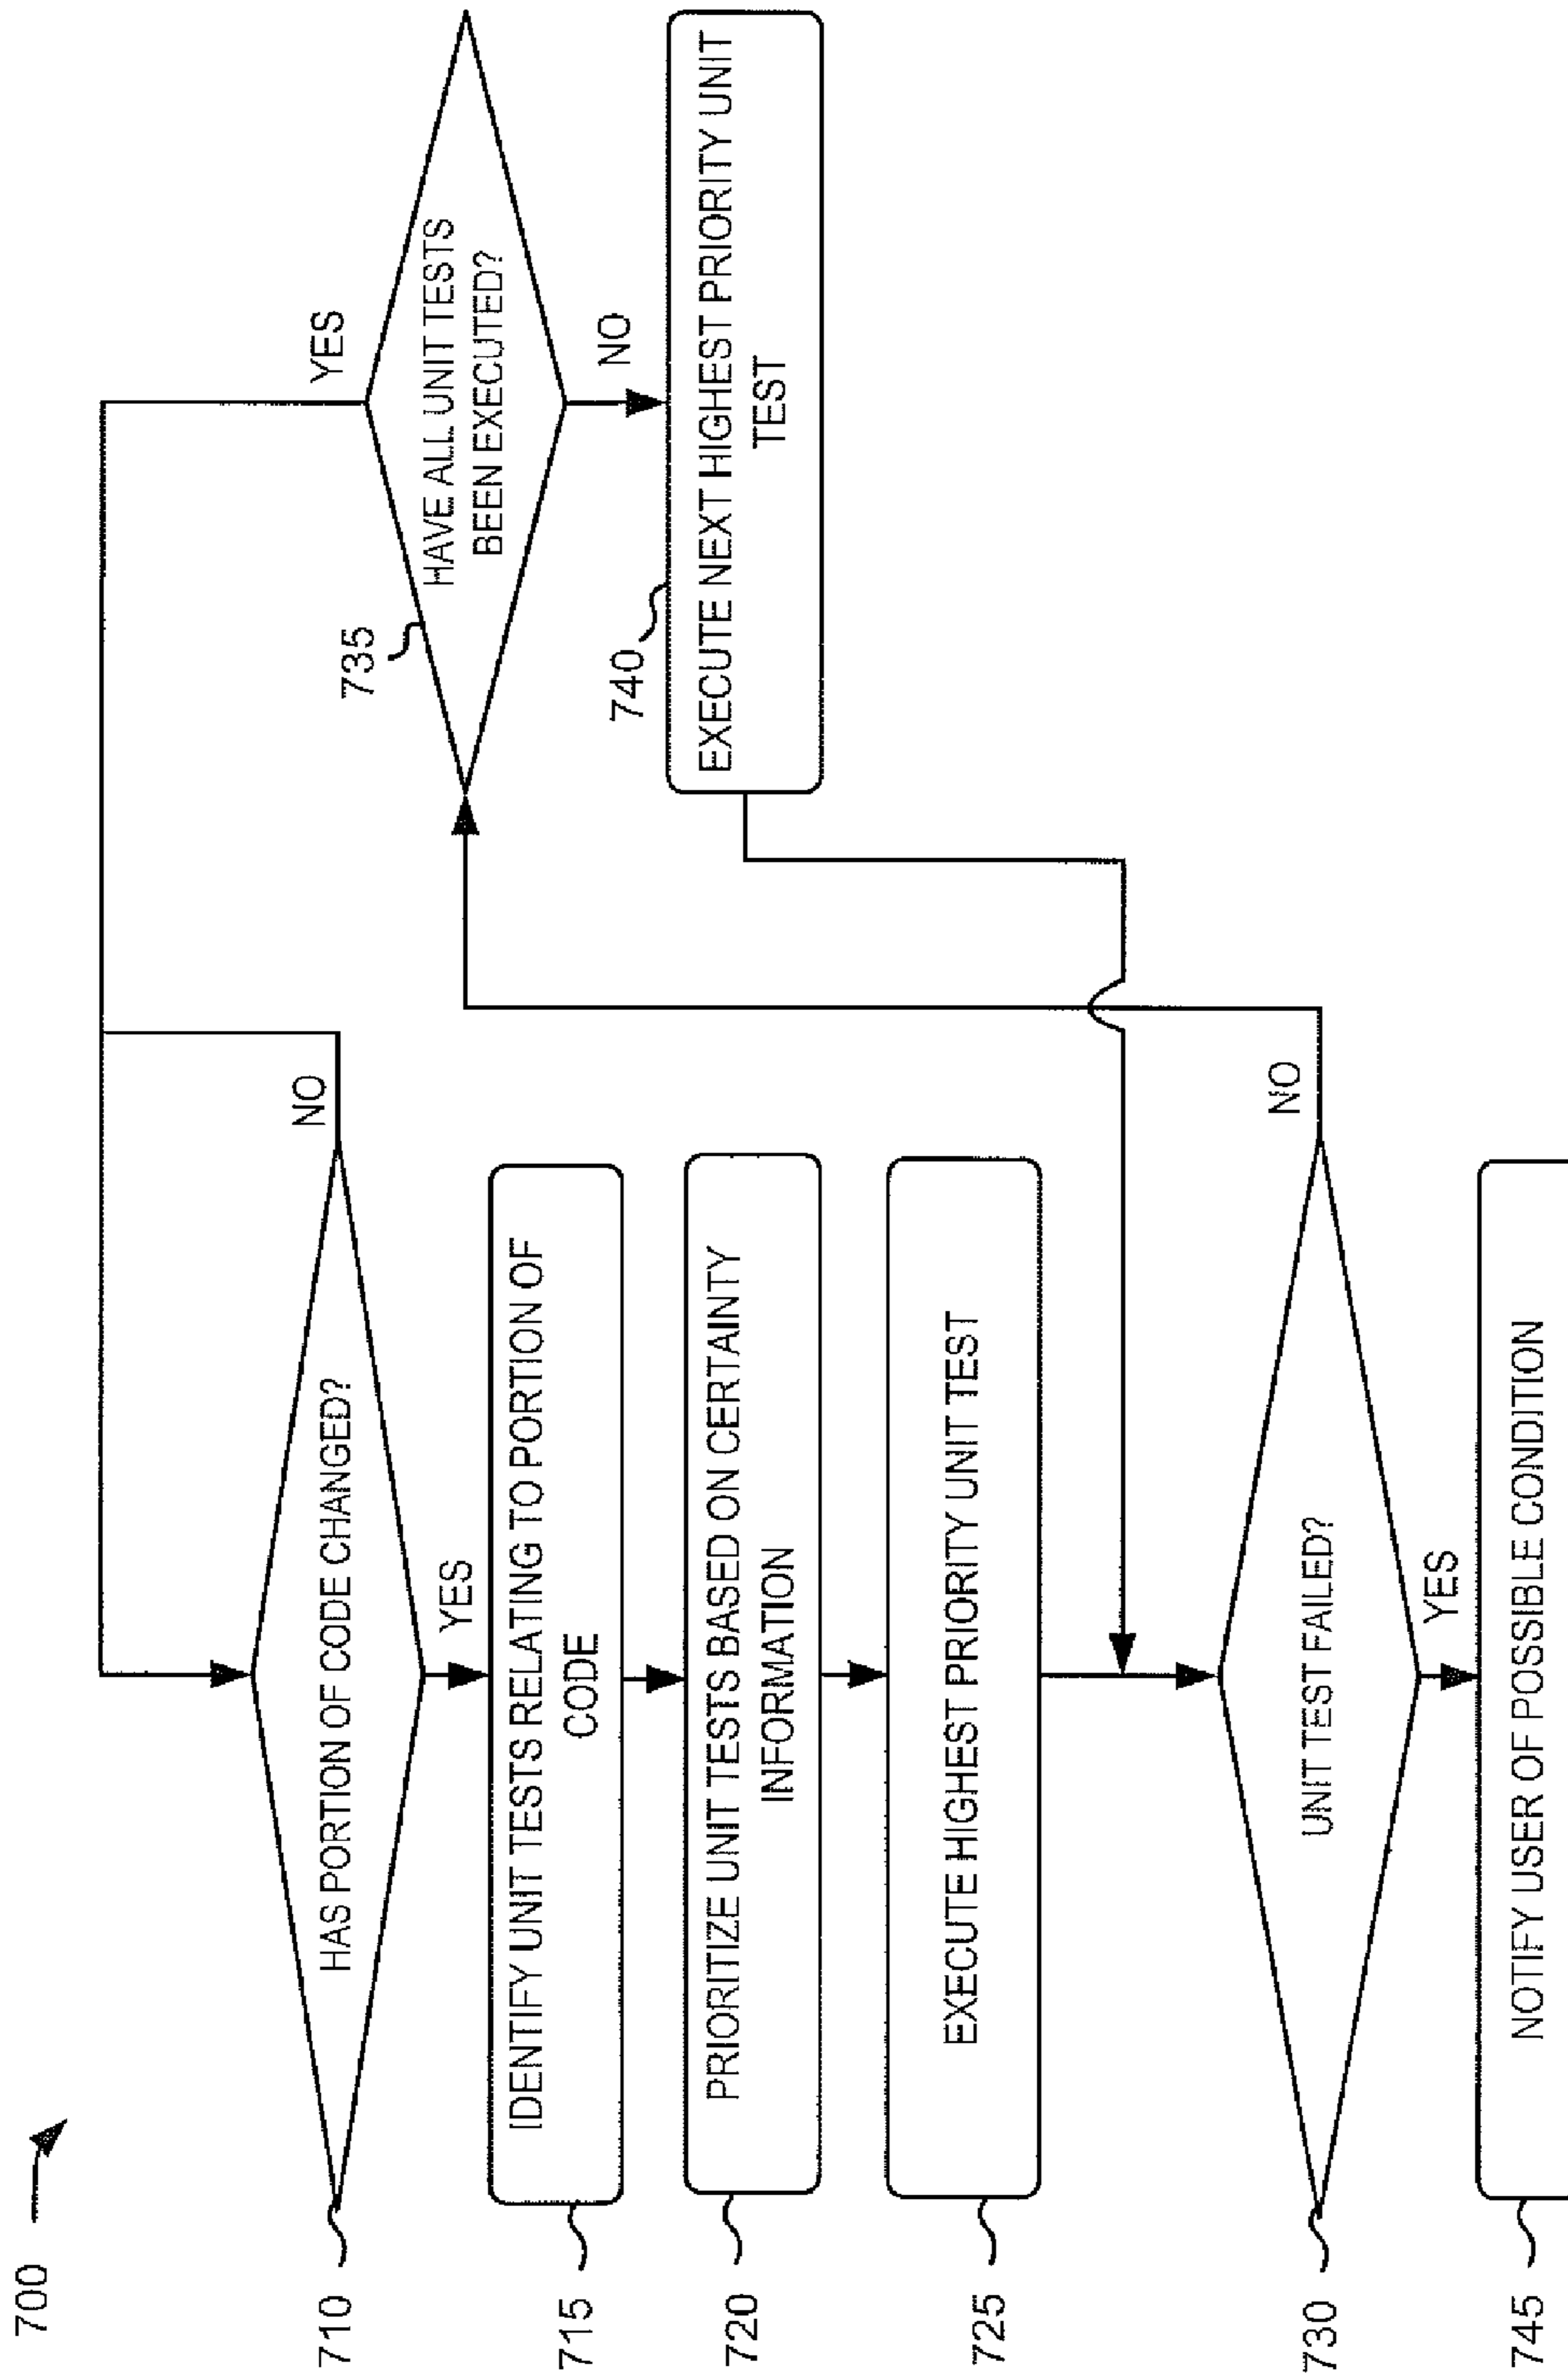 700
710
HAS PORTION OF CODE CHANGED?
NO
YES
715
IDENTIFY UNIT TESTS RELATING TO PORTION OF
CODE
720
PRIORITIZE UNIT TESTS BASED ON CERTAINTY
INFORMATION
725
EXECUTE HIGHEST PRIORITY UNIT TEST
730
UNIT TEST FAILED?
NO
YES
745
NOTIFY USER OF POSSIBLE CONDITION
YES
735
HAVE ALL UNIT TESTS
BEEN EXECUTED?
NO
740
EXECUTE NEXT HIGHEST PRIORITY UNIT
TEST